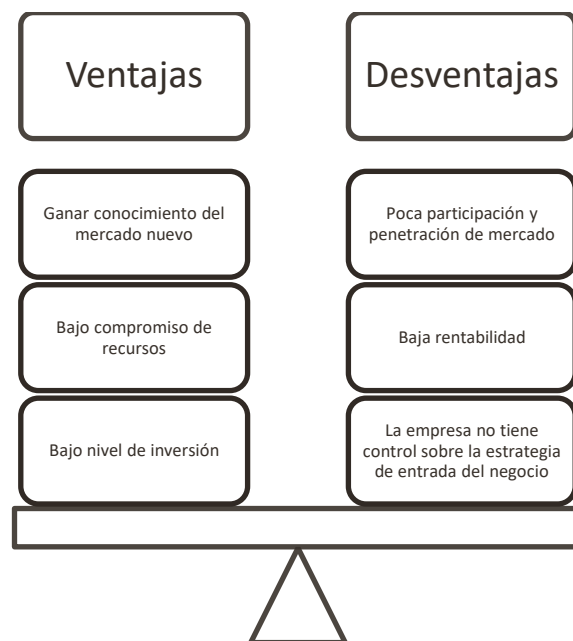 Ventajas
Desventajas
Ganar conocimiento del
mercado nuevo
Poca participación y
penetración de mercado
Bajo compromiso de
recursos
Baja rentabilidad
Bajo nivel de inversión
La empresa no tiene
control sobre la estrategia
de entrada del negocio